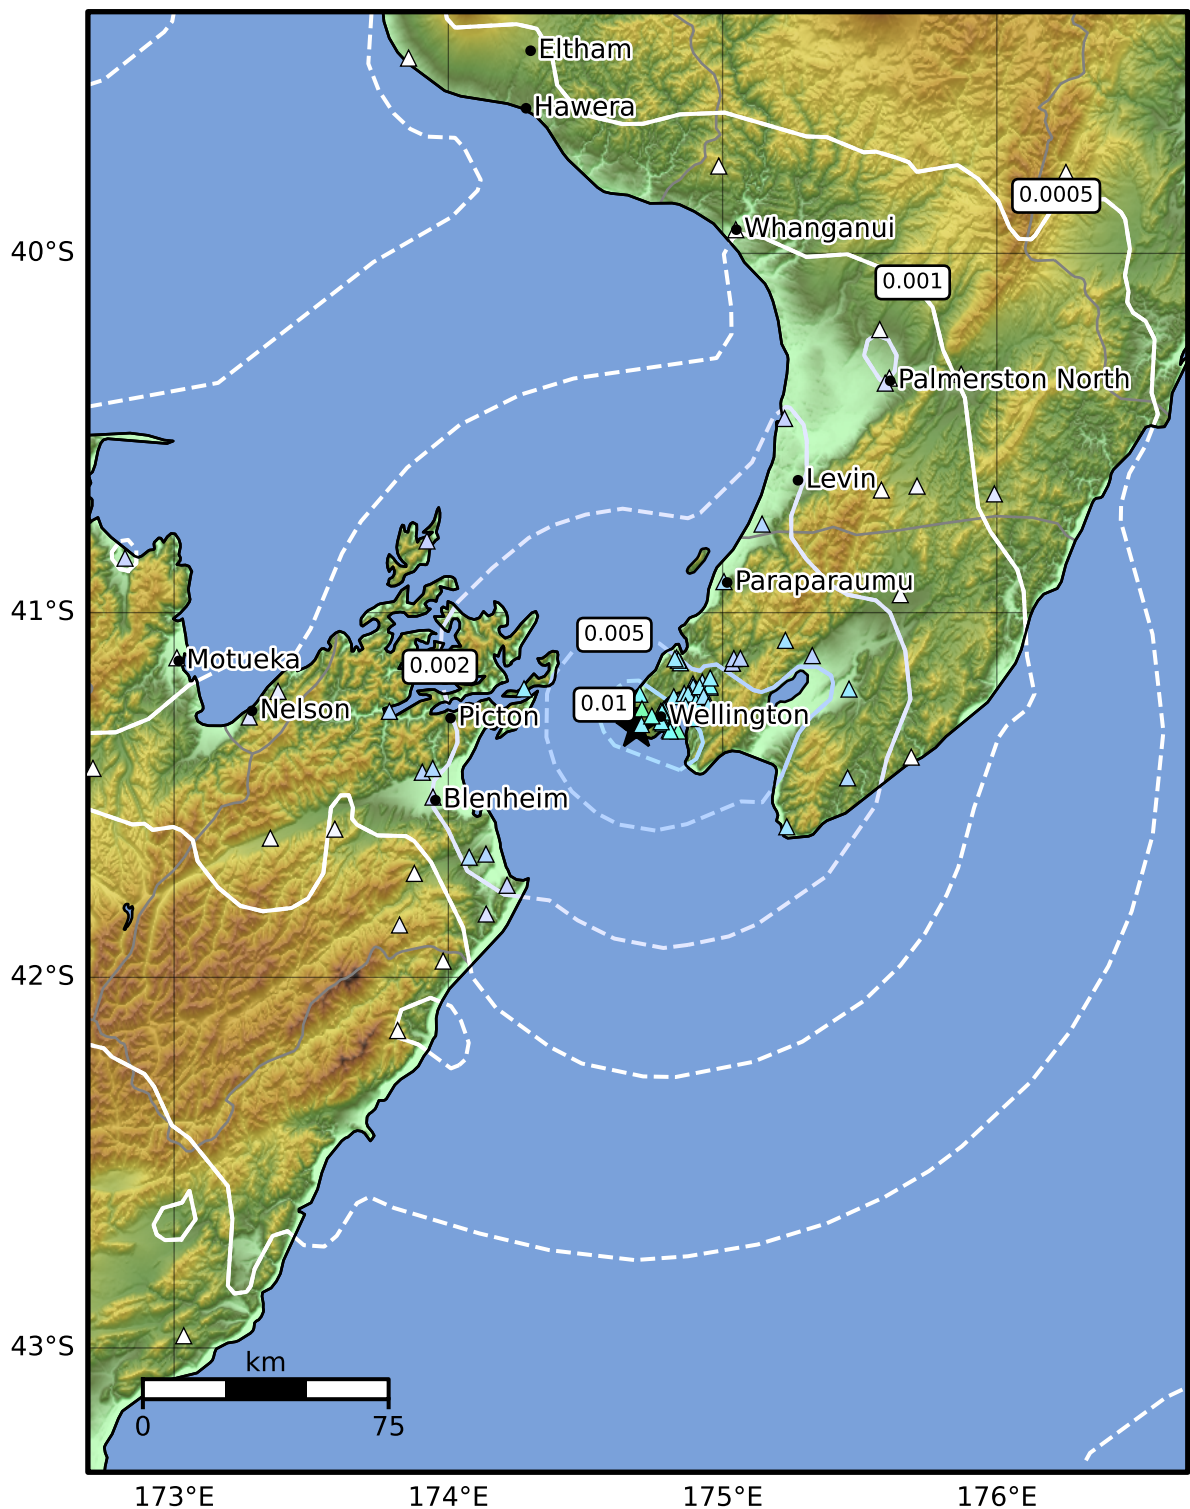 Eltham
Hawera
0.0005
Whanganui
40°S
0.001
Palmerston North
Levin
Paraparaumu
41°S
0.005
Motueka
0.002
0.01
Nelson
Picton
Wellington
Blenheim
42°S
43°S
km
0 75
173°E 174°E 175°E 176°E